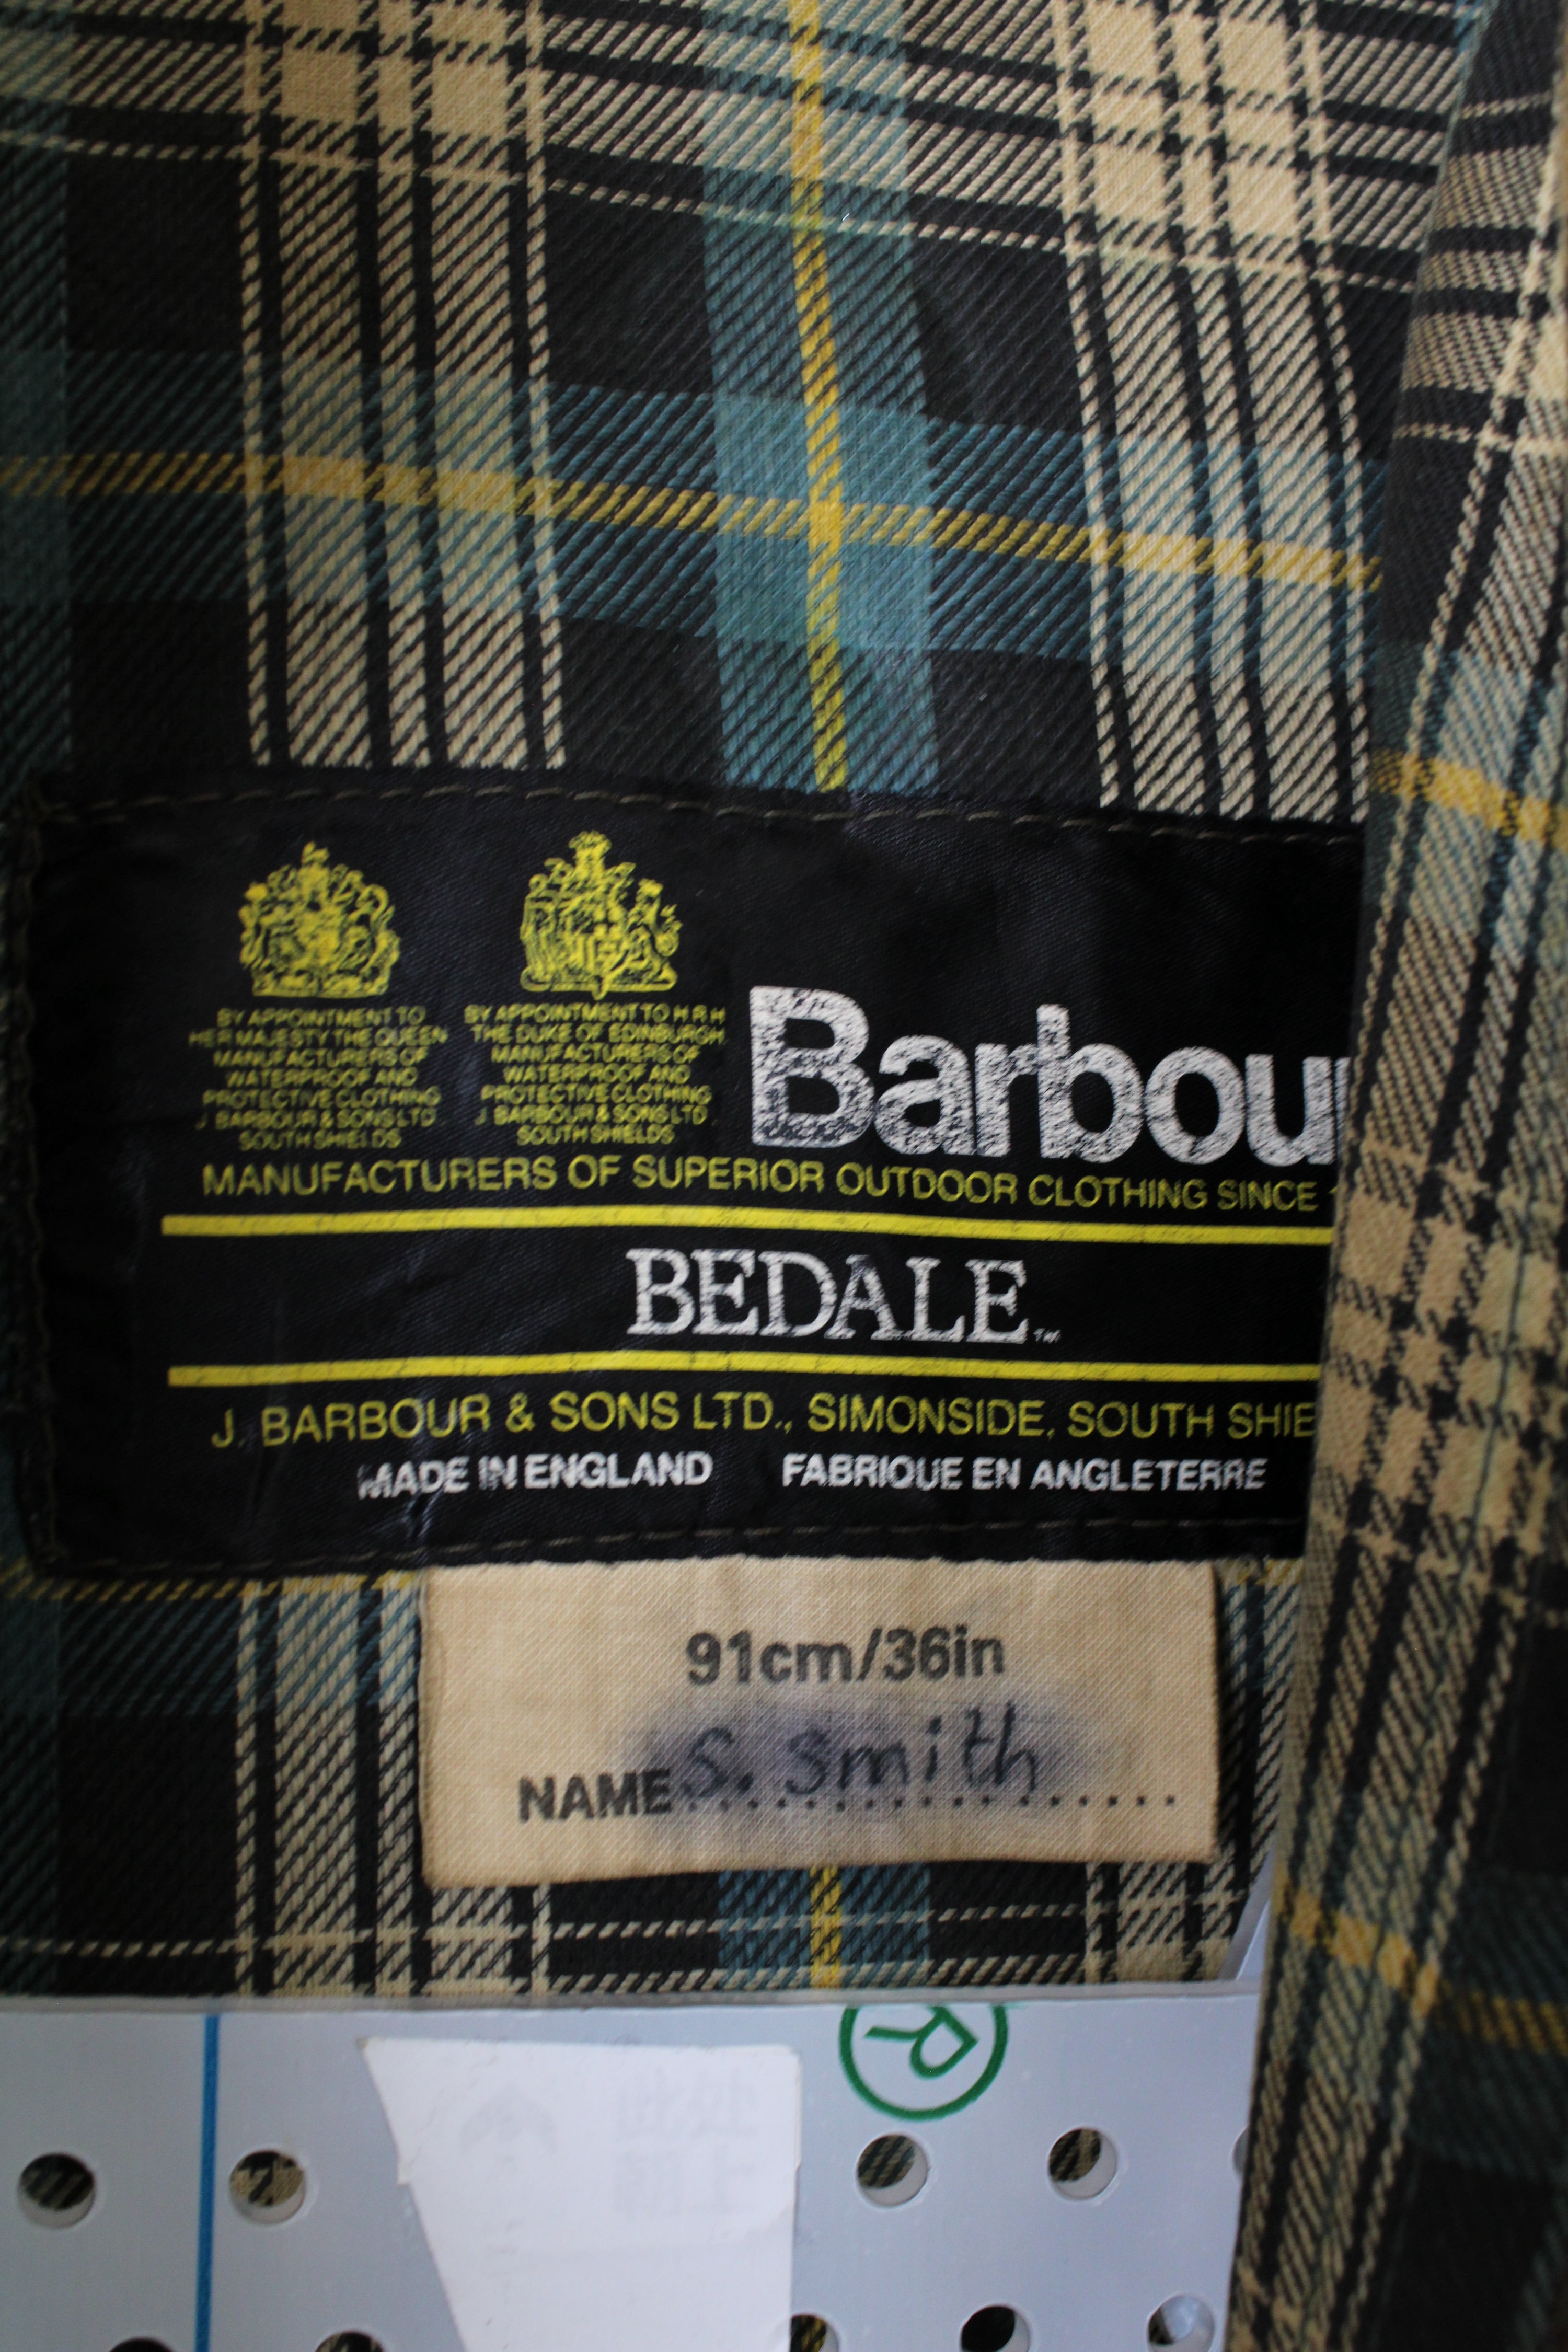 BY APPOINTMENT TO
HER MAJESTY THE QUEEN
MANUFACTURERS OF
WATERPROOF AND
PROTECTIVE CLOTHING
J BARBOUR & SONS LTD
SOUTH SHIELDS
BY APPOINTMENT TO H R H
THE DUKE OF EDINBURGH
MANUFACTURERS OF
WATERPROOF AND
PROTECTIVE CLOTHING
J BARBOUR & SONS LTD
SOUTH SHIELDS
Barbour
MANUFACTURERS OF SUPERIOR OUTDOOR CLOTHING SINCE
BEDALE™
J. BARBOUR & SONS LTD., SIMONSIDE, SOUTH SHIE
MADE IN ENGLAND FABRIQUE EN ANGLETERRE
91cm/36in
NAME S. Smith
R